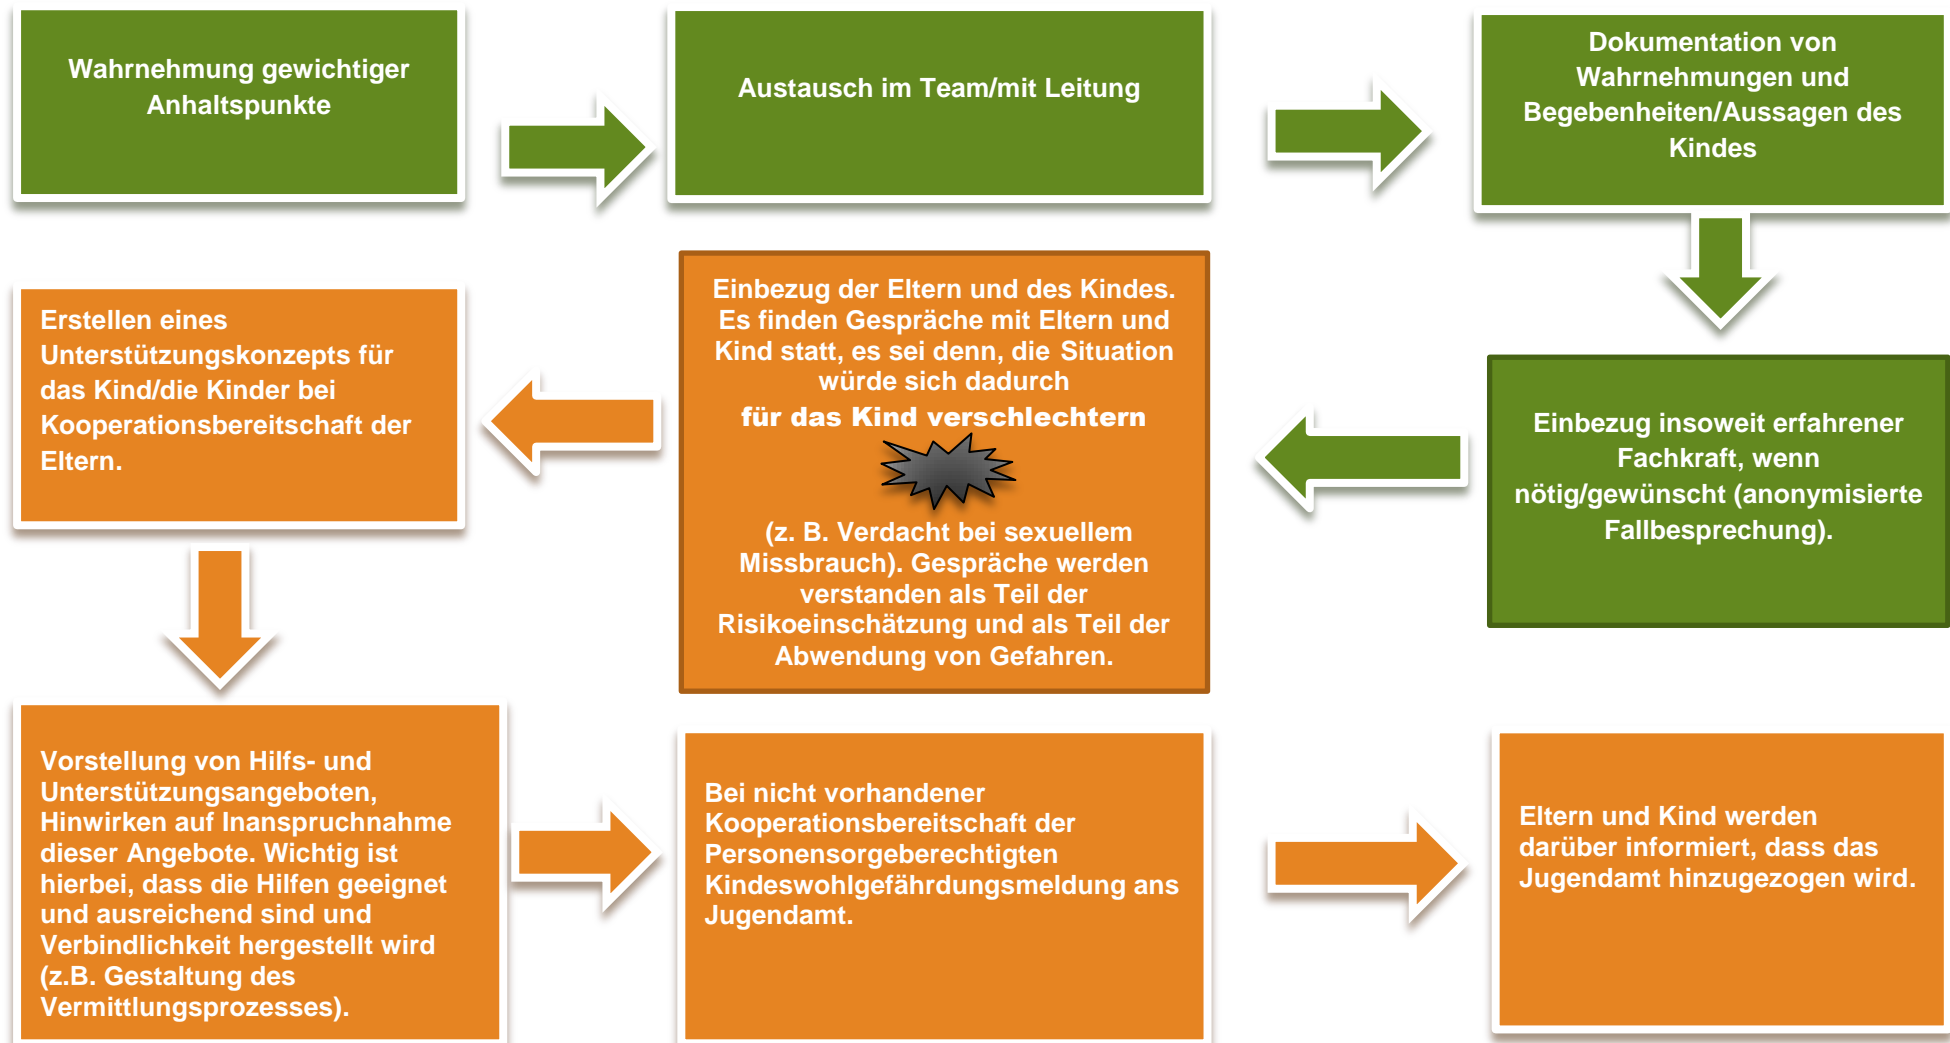 Wahrnehmung gewichtiger
Anhaltspunkte
Austausch im Team/mit Leitung
Dokumentation von
Wahrnehmungen und
Begebenheiten/Aussagen des
Kindes
Einbezug insoweit erfahrener
Fachkraft, wenn
nötig/gewünscht (anonymisierte
Fallbesprechung).
Einbezug der Eltern und des Kindes.
Es finden Gespräche mit Eltern und
Kind statt, es sei denn, die Situation
würde sich dadurch
für das Kind verschlechtern
(z. B. Verdacht bei sexuellem
Missbrauch). Gespräche werden
verstanden als Teil der
Risikoeinschätzung und als Teil der
Abwendung von Gefahren.
Erstellen eines
Unterstützungskonzepts für
das Kind/die Kinder bei
Kooperationsbereitschaft der
Eltern.
Vorstellung von Hilfs- und
Unterstützungsangeboten,
Hinwirken auf Inanspruchnahme
dieser Angebote. Wichtig ist
hierbei, dass die Hilfen geeignet
und ausreichend sind und
Verbindlichkeit hergestellt wird
(z.B. Gestaltung des
Vermittlungsprozesses).
Bei nicht vorhandener
Kooperationsbereitschaft der
Personensorgeberechtigten
Kindeswohlgefährdungsmeldung ans
Jugendamt.
Eltern und Kind werden
darüber informiert, dass das
Jugendamt hinzugezogen wird.